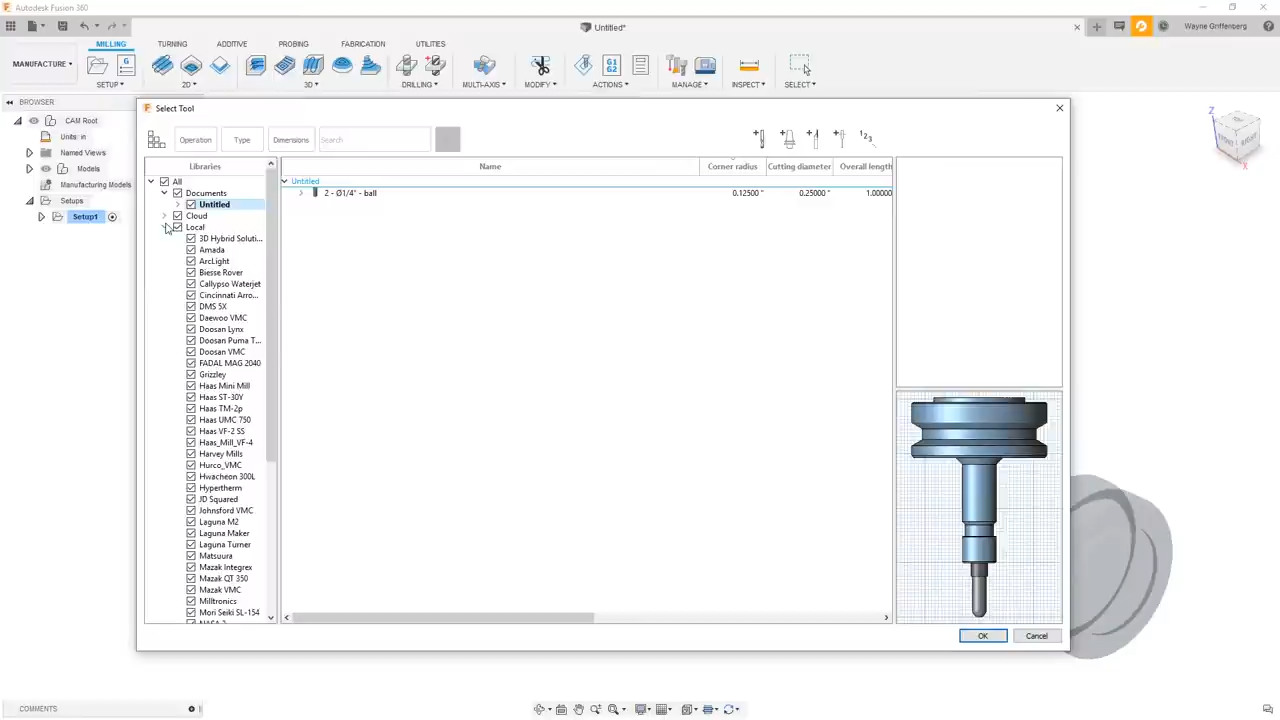 Autodesk Fusion 360
Untitled*
Wayne Griffenberg
MANUFACTURE
MILLING TURNING ADDITIVE PROBING FABRICATION UTILITIES
G1
G2
SETUP 2D 3D DRILLING MULTI-AXIS MODIFY ACTIONS MANAGE INSPECT SELECT
BROWSER
CAM Root
Units: in
Named Views
Models
Manufacturing Models
Setups
Setup1
Select Tool
Operation Type Dimensions Search
Libraries
All
Documents
Untitled
Cloud
Local
3D Hybrid Soluti...
Amada
ArcLight
Biesse Rover
Callypso Waterjet
Cincinnati Arro...
DMS 5X
Daewoo VMC
Doosan Lynx
Doosan Puma T...
Doosan VMC
FADAL MAG 2040
Grizzley
Haas Mini Mill
Haas ST-30Y
Haas TM-2p
Haas UMC 750
Haas VF-2 SS
Haas_Mill_VF-4
Harvey Mills
Hurco_VMC
Hwacheon 300L
Hypertherm
JD Squared
Johnsford VMC
Laguna M2
Laguna Maker
Laguna Turner
Matsuura
Mazak Integrex
Mazak QT 350
Mazak VMC
Milltronics
Mori Seiki SL-154
Name Corner radius Cutting diameter Overall length
Untitled
2 - Ø1/4" - ball 0.12500 " 0.25000 " 1.00000
OK Cancel
Z
FRONT RIGHT
X
COMMENTS